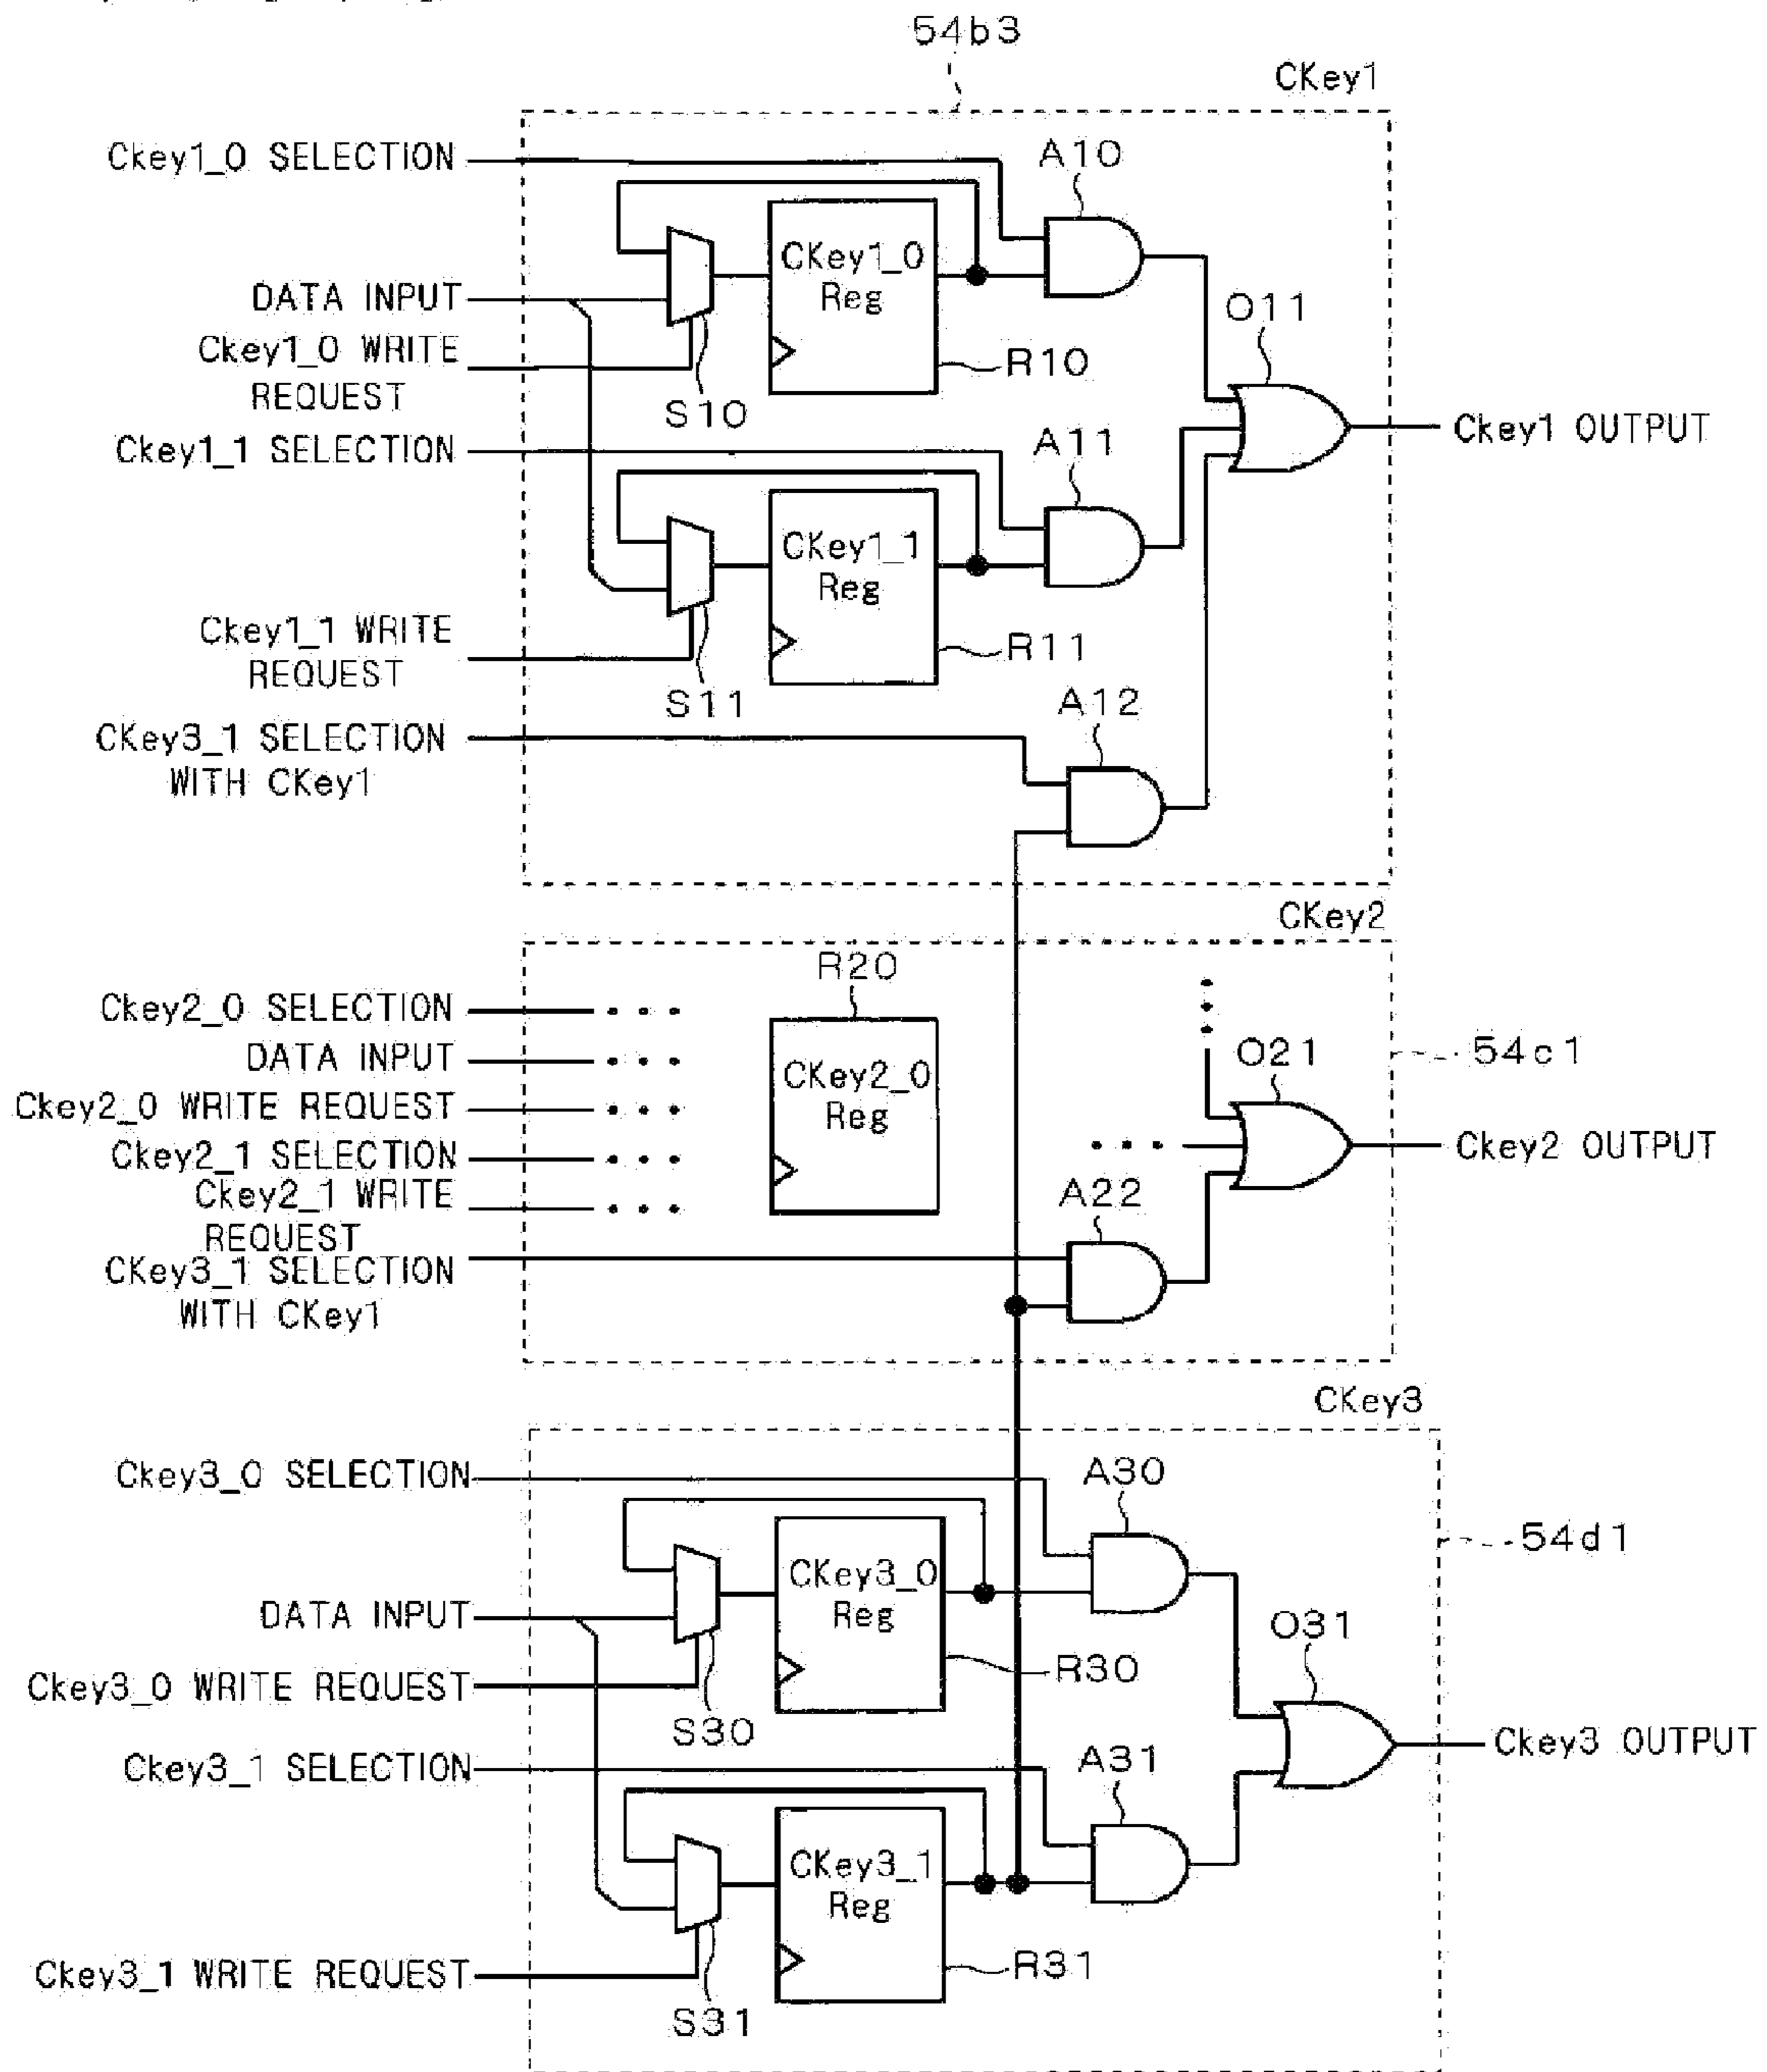 54b3
CKey1
Ckey1_0 SELECTION
A10
CKey1_0
Reg
DATA INPUT
O11
Ckey1_0 WRITE
REQUEST
R10
S10
Ckey1 OUTPUT
Ckey1_1 SELECTION
A11
CKey1_1
Reg
Ckey1_1 WRITE
REQUEST
R11
S11
A12
CKey3_1 SELECTION
WITH CKey1
CKey2
R20
Ckey2_0 SELECTION
DATA INPUT
54c1
O21
CKey2_0
Reg
Ckey2_0 WRITE REQUEST
Ckey2_1 SELECTION
Ckey2 OUTPUT
Ckey2_1 WRITE
REQUEST
A22
CKey3_1 SELECTION
WITH CKey1
CKey3
Ckey3_0 SELECTION
A30
54d1
CKey3_0
Reg
DATA INPUT
O31
Ckey3_0 WRITE REQUEST
R30
S30
Ckey3 OUTPUT
Ckey3_1 SELECTION
A31
CKey3_1
Reg
Ckey3_1 WRITE REQUEST
R31
S31